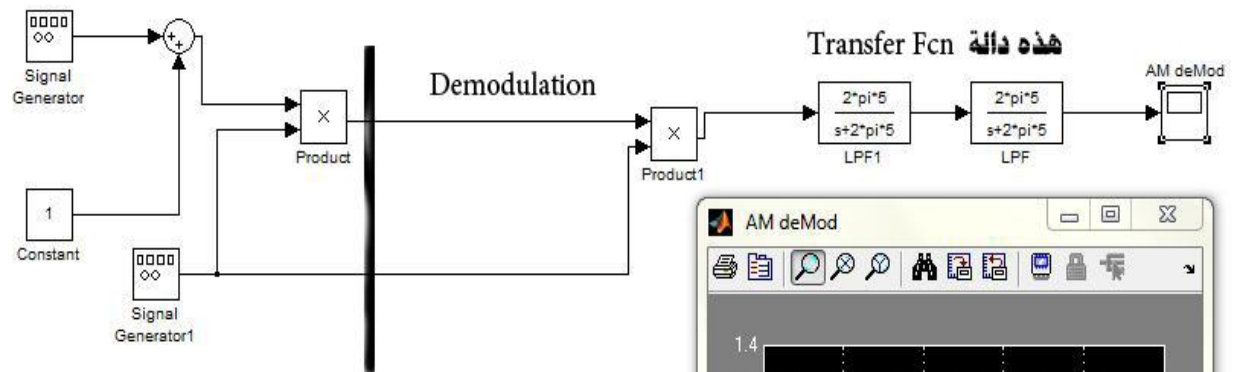 Signal
Generator
+
+
×
Product
Demodulation
1
Constant
Signal
Generator1
×
Product1
Transfer Fcn هذه دالة
2*pi*5
s+2*pi*5
LPF1
2*pi*5
s+2*pi*5
LPF
AM deMod
AM deMod
1.4